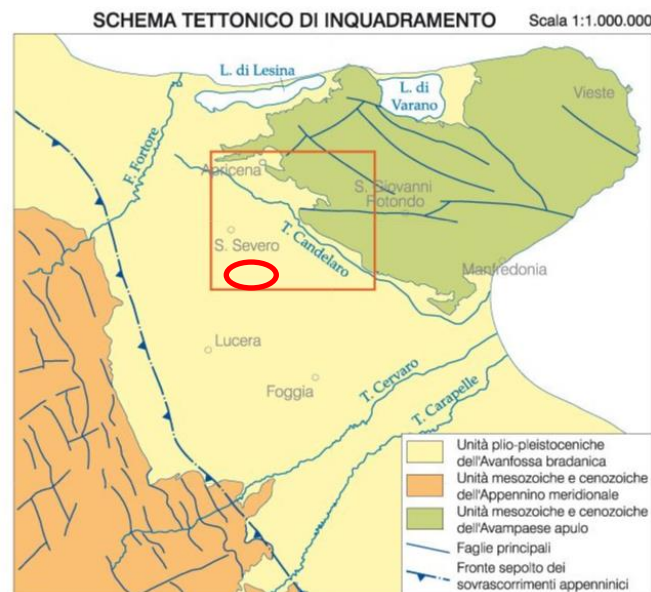 SCHEMA TETTONICO DI INQUADRAMENTO Scala 1:1.000.000
L. di Lesina
L. di
Varano
Vieste
F. Fortore
Apricena
S. Giovanni
Rotondo
S. Severo
T. Candelaro
Manfredonia
Lucera
Foggia
T. Cervaro
T. Carapelle
Unità plio-pleistoceniche
dell'Avanfossa bradanica
Unità mesozoiche e cenozoiche
dell'Appennino meridionale
Unità mesozoiche e cenozoiche
dell'Avampaese apulo
Faglie principali
Fronte sepolto dei
sovrascorrimenti appenninici